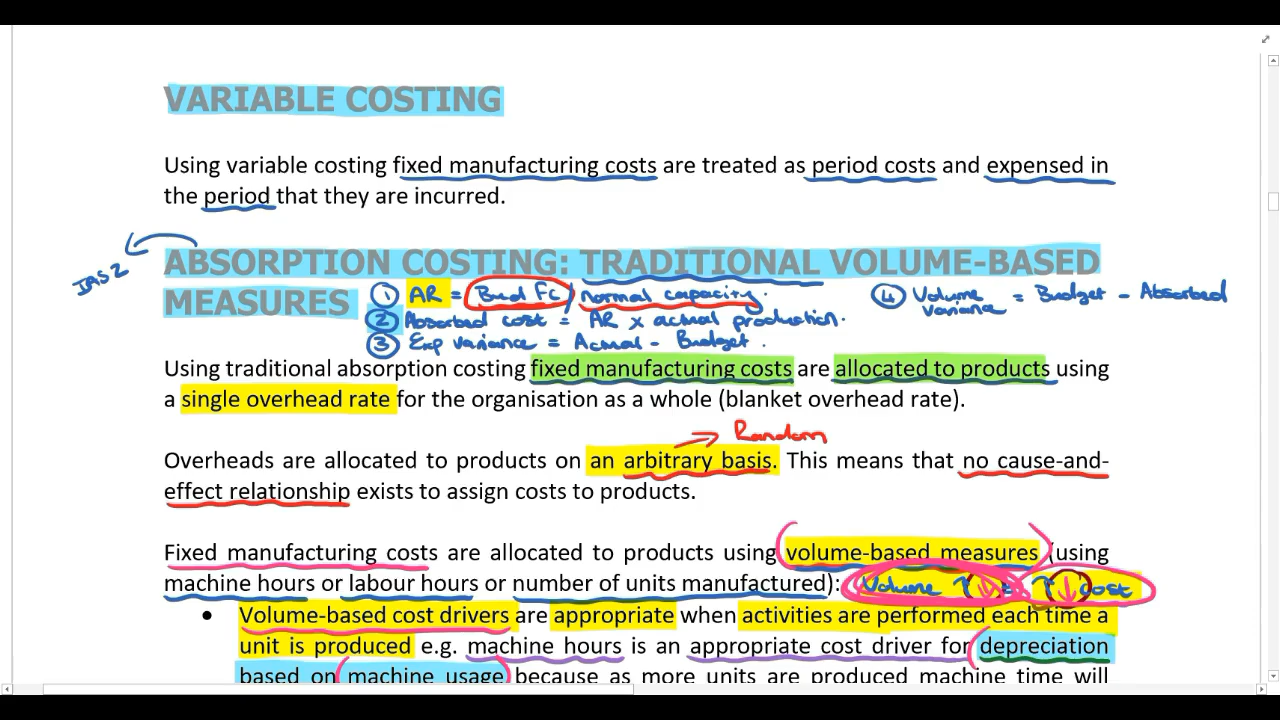 VARIABLE COSTING
Using variable costing fixed manufacturing costs are treated as period costs and expensed in
the period that they are incurred.
IAS 2
ABSORPTION COSTING: TRADITIONAL VOLUME-BASED
MEASURES
① AR = Bud FC / normal capacity.
② Absorbed cost = AR x actual production.
③ Exp variance = Actual - Budget.
④ Volume variance = Budget - Absorbed
Using traditional absorption costing fixed manufacturing costs are allocated to products using
a single overhead rate for the organisation as a whole (blanket overhead rate).
Random
Overheads are allocated to products on an arbitrary basis. This means that no cause-and-
effect relationship exists to assign costs to products.
Fixed manufacturing costs are allocated to products using volume-based measures (using
machine hours or labour hours or number of units manufactured): Volume ↑↓ ↑↓ cost
• Volume-based cost drivers are appropriate when activities are performed each time a
unit is produced e.g. machine hours is an appropriate cost driver for depreciation
based on machine usage because as more units are produced machine time will